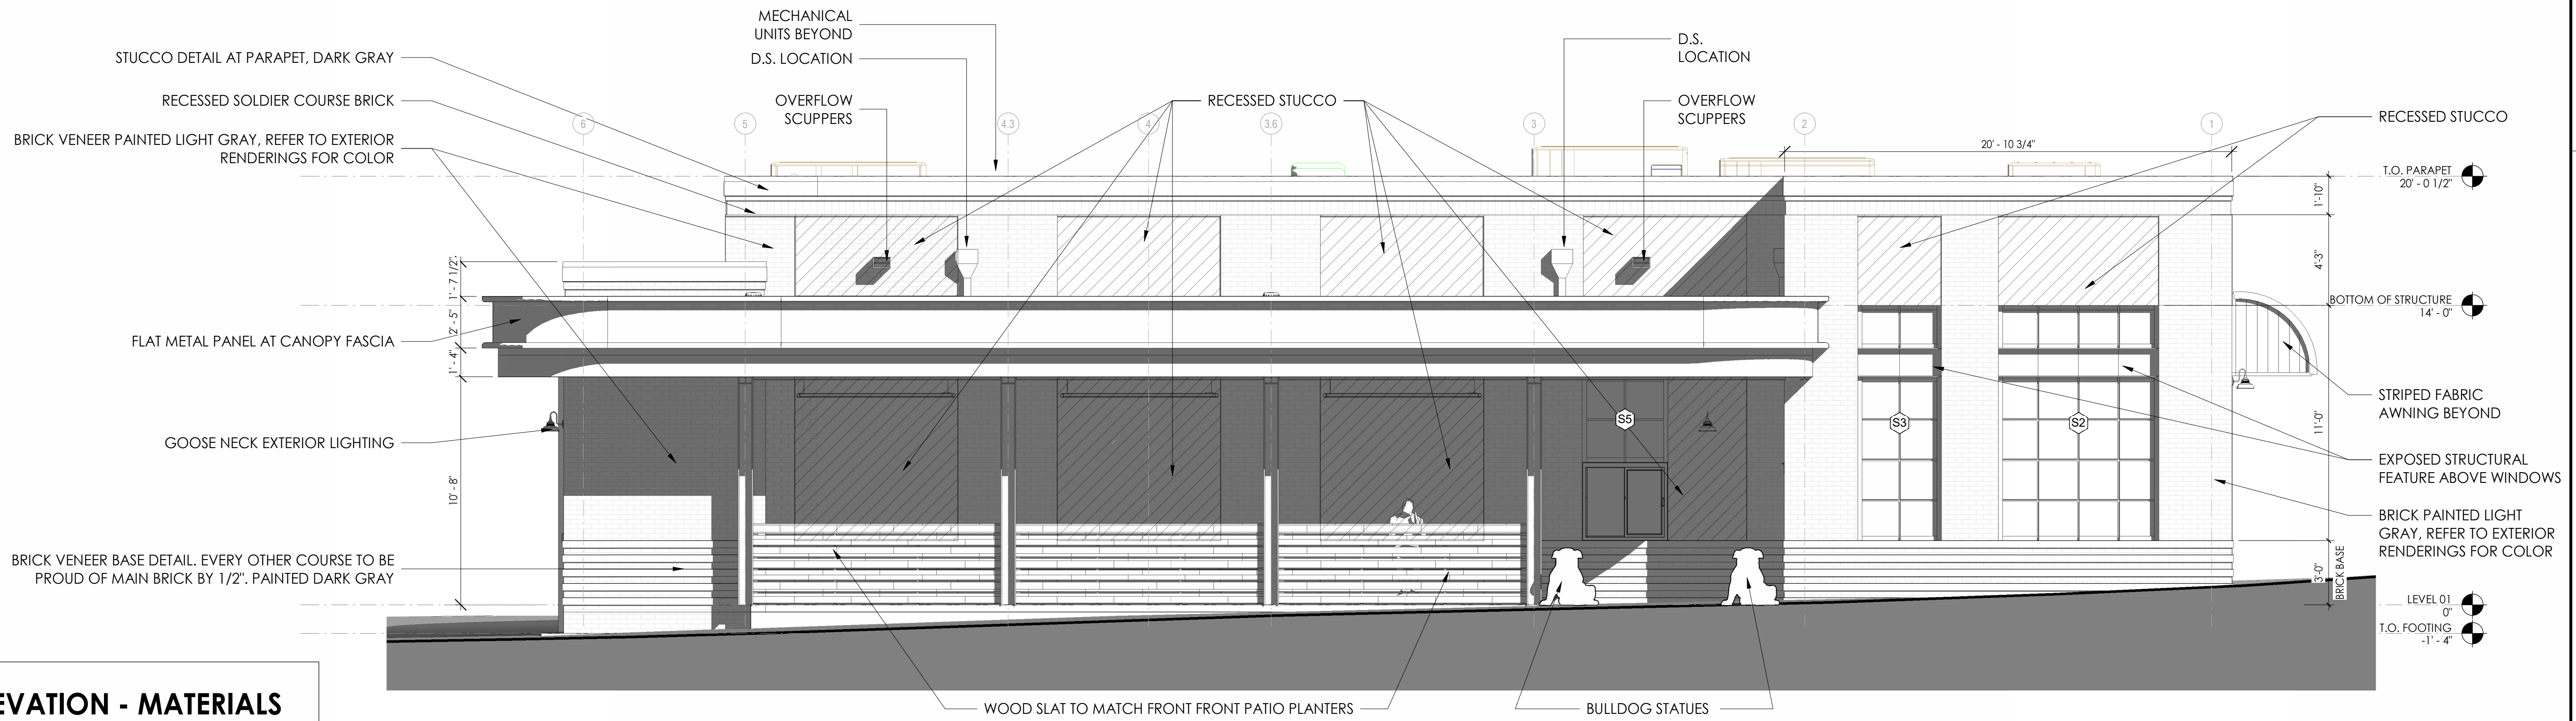 MECHANICAL
UNITS BEYOND
D.S. LOCATION
OVERFLOW
SCUPPERS
STUCCO DETAIL AT PARAPET, DARK GRAY
RECESSED SOLDIER COURSE BRICK
BRICK VENEER PAINTED LIGHT GRAY, REFER TO EXTERIOR
RENDERINGS FOR COLOR
FLAT METAL PANEL AT CANOPY FASCIA
GOOSE NECK EXTERIOR LIGHTING
BRICK VENEER BASE DETAIL. EVERY OTHER COURSE TO BE
PROUD OF MAIN BRICK BY 1/2". PAINTED DARK GRAY
1' - 7 1/2"
2' - 5"
1' - 4"
10' - 8"
RECESSED STUCCO
D.S.
LOCATION
OVERFLOW
SCUPPERS
6
5
4.3
4
3.6
3
2
1
20' - 10 3/4"
S5
S3
S2
RECESSED STUCCO
T.O. PARAPET
20' - 0 1/2"
1'-10"
4'-3"
BOTTOM OF STRUCTURE
14' - 0"
STRIPED FABRIC
AWNING BEYOND
11'-0"
EXPOSED STRUCTURAL
FEATURE ABOVE WINDOWS
BRICK PAINTED LIGHT
GRAY, REFER TO EXTERIOR
RENDERINGS FOR COLOR
3'-0"
BRICK BASE
LEVEL 01
0"
T.O. FOOTING
-1' - 4"
WOOD SLAT TO MATCH FRONT FRONT PATIO PLANTERS
BULLDOG STATUES
EVATION - MATERIALS